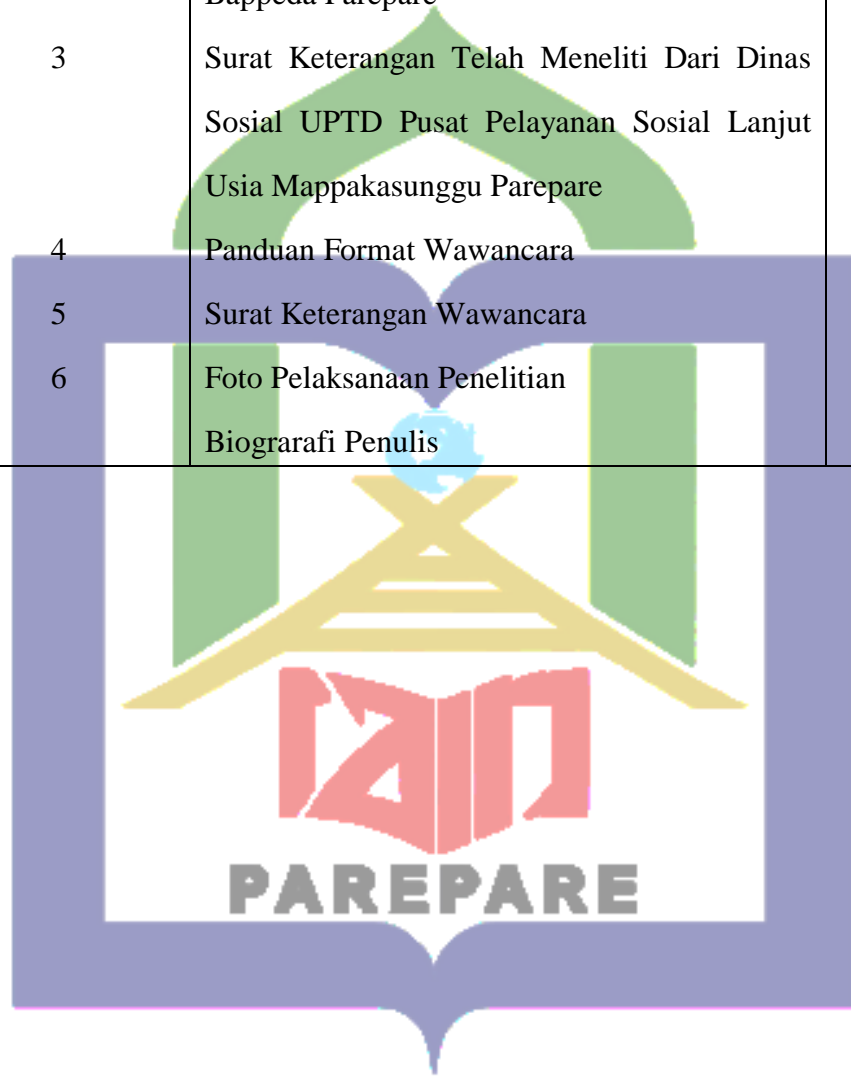 Bappeda Parepare
3 Surat Keterangan Telah Meneliti Dari Dinas
Sosial UPTD Pusat Pelayanan Sosial Lanjut
Usia Mappakasunggu Parepare
4 Panduan Format Wawancara
5 Surat Keterangan Wawancara
6 Foto Pelaksanaan Penelitian
Biograrafi Penulis
iain
PAREPARE